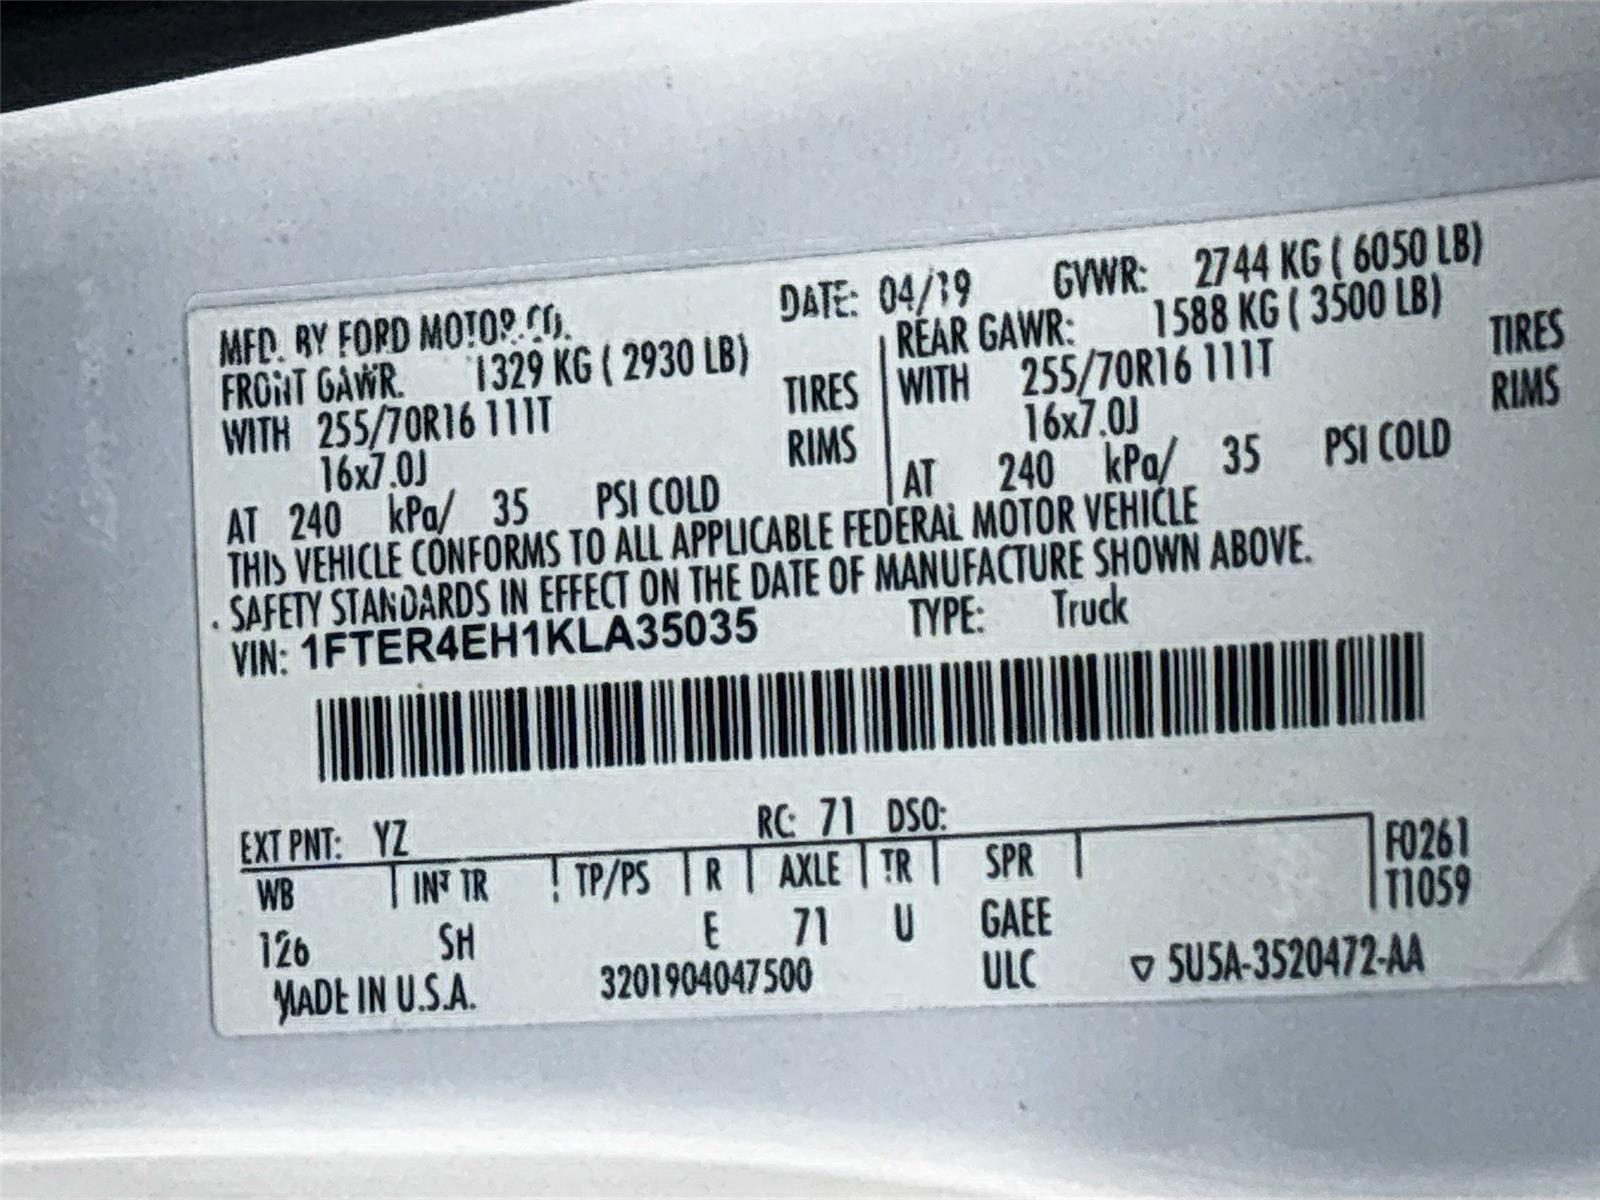 MFD. BY FORD MOTOR CO. DATE: 04/19 GVWR: 2744 KG ( 6050 LB)
FRONT GAWR. 1329 KG ( 2930 LB) REAR GAWR: 1588 KG ( 3500 LB)
WITH 255/70R16 111T TIRES WITH 255/70R16 111T TIRES
16x7.0J RIMS 16x7.0J RIMS
AT 240 kPa/ 35 PSI COLD AT 240 kPa/ 35 PSI COLD
THIS VEHICLE CONFORMS TO ALL APPLICABLE FEDERAL MOTOR VEHICLE
SAFETY STANDARDS IN EFFECT ON THE DATE OF MANUFACTURE SHOWN ABOVE.
VIN: 1FTER4EH1KLA35035 TYPE: Truck
EXT PNT: YZ RC: 71 DSO: F0261
WB INT TR TP/PS R AXLE TR SPR T1059
126 SH E 71 U GAEE
MADE IN U.S.A. 3201904047500 ULC ▽ 5U5A-3520472-AA